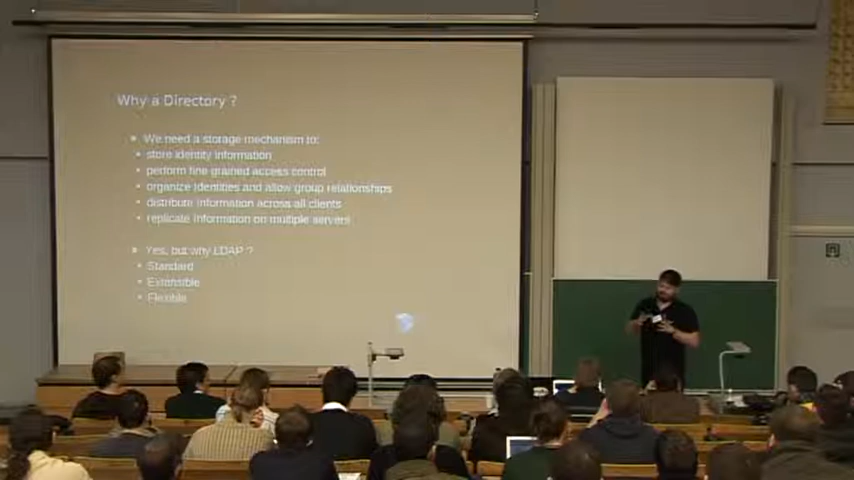 Why a Directory ?
We need a storage mechanism to:
store identity information
perform fine grained access control
organize identities and allow group relationships
distribute information across all clients
replicate information on multiple servers
Yes, but why LDAP ?
Standard
Extensible
Flexible